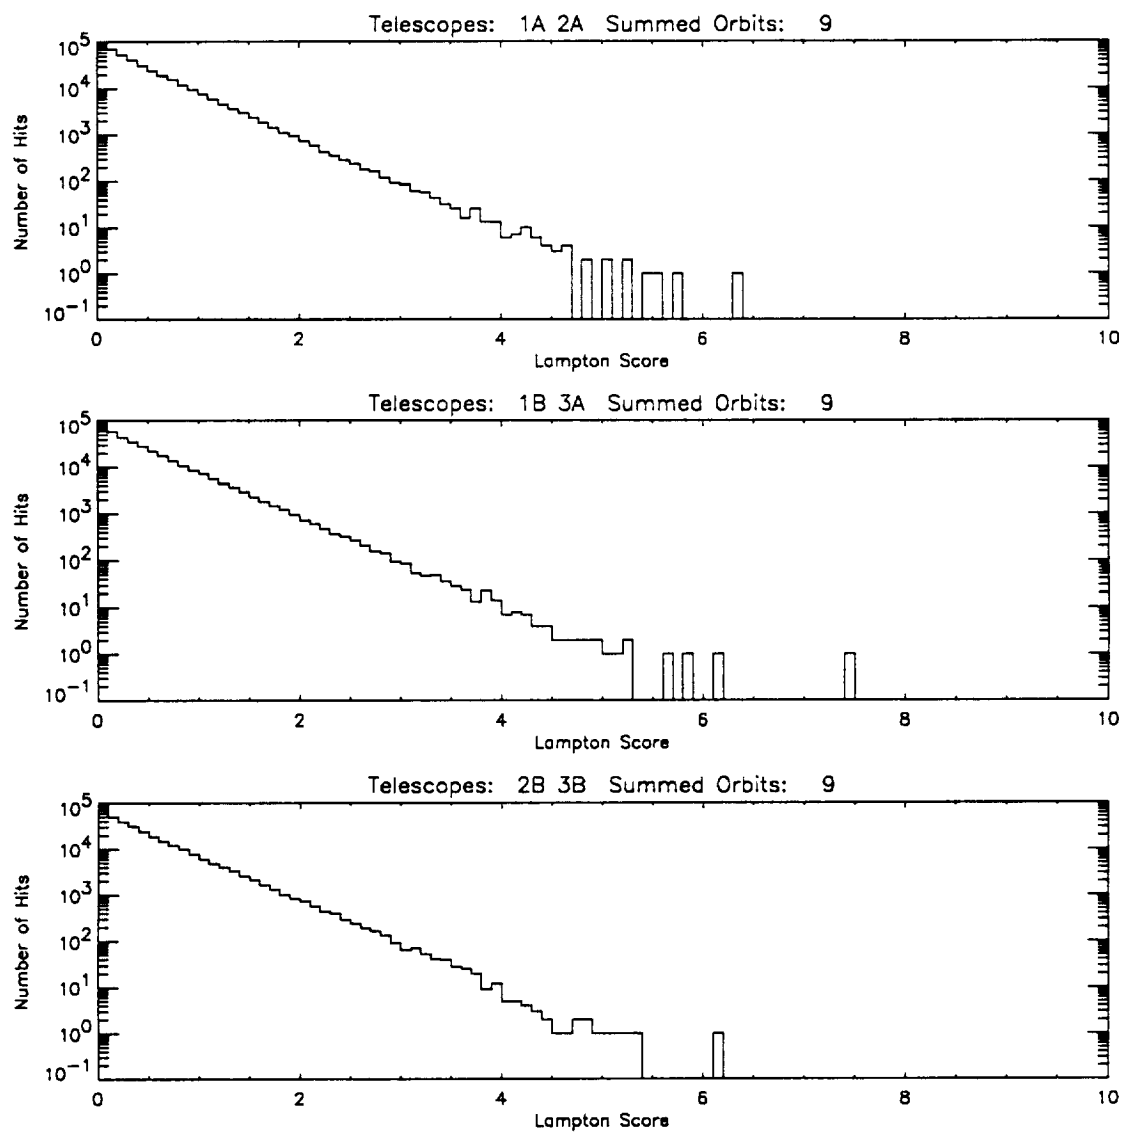 Telescopes: 1A 2A Summed Orbits: 9
10^5
10^4
10^3
10^2
10^1
10^0
10^-1
Number of Hits
0 2 4 6 8 10
Lampton Score
Telescopes: 1B 3A Summed Orbits: 9
10^5
10^4
10^3
10^2
10^1
10^0
10^-1
Number of Hits
0 2 4 6 8 10
Lampton Score
Telescopes: 2B 3B Summed Orbits: 9
10^5
10^4
10^3
10^2
10^1
10^0
10^-1
Number of Hits
0 2 4 6 8 10
Lampton Score